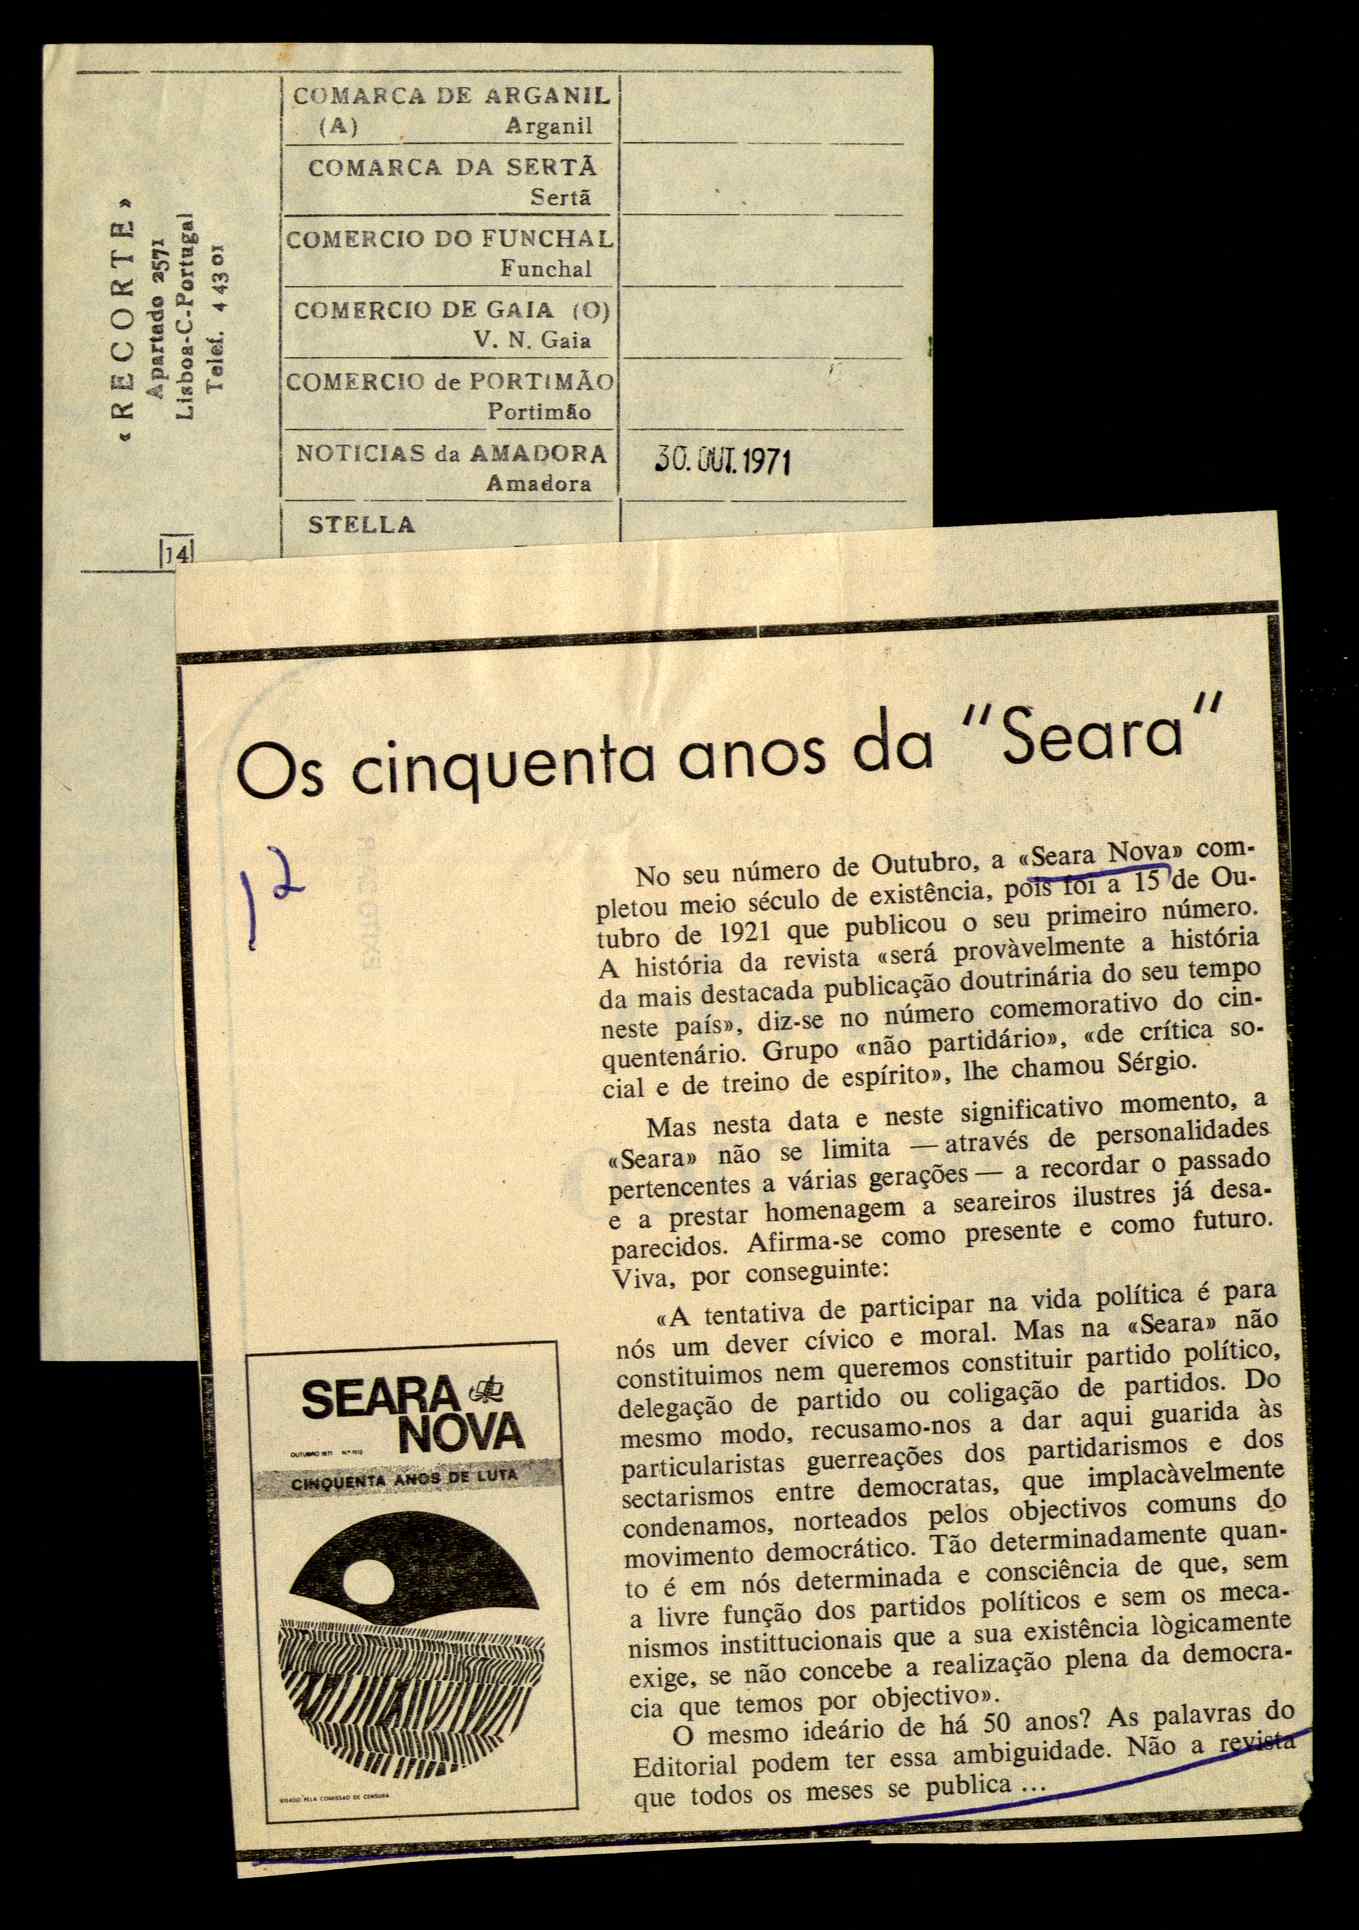 «RECORTE»
Apartado 2571
Lisboa-C-Portugal
Telef. 4 43 01
14
COMARCA DE ARGANIL
(A) Arganil
COMARCA DA SERTÃ
Sertã
COMERCIO DO FUNCHAL
Funchal
COMERCIO DE GAIA (O)
V. N. Gaia
COMERCIO de PORTIMÃO
Portimão
NOTICIAS da AMADORA
Amadora
30. OUT. 1971
STELLA
Os cinquenta anos da "Seara"
12
No seu número de Outubro, a «Seara Nova» com-
pletou meio século de existência, pois foi a 15 de Ou-
tubro de 1921 que publicou o seu primeiro número.
A história da revista «será provàvelmente a história
da mais destacada publicação doutrinária do seu tempo
neste país», diz-se no número comemorativo do cin-
quentenário. Grupo «não partidário», «de crítica so-
cial e de treino de espírito», lhe chamou Sérgio.
Mas nesta data e neste significativo momento, a
«Seara» não se limita — através de personalidades
pertencentes a várias gerações — a recordar o passado
e a prestar homenagem a seareiros ilustres já desa-
parecidos. Afirma-se como presente e como futuro.
Viva, por conseguinte:
«A tentativa de participar na vida política é para
nós um dever cívico e moral. Mas na «Seara» não
constituimos nem queremos constituir partido político,
delegação de partido ou coligação de partidos. Do
mesmo modo, recusamo-nos a dar aqui guarida às
particularistas guerreações dos partidarismos e dos
sectarismos entre democratas, que implacàvelmente
condenamos, norteados pelos objectivos comuns do
movimento democrático. Tão determinadamente quan-
to é em nós determinada e consciência de que, sem
a livre função dos partidos políticos e sem os meca-
nismos instittucionais que a sua existência lògicamente
exige, se não concebe a realização plena da democra-
cia que temos por objectivo».
O mesmo ideário de há 50 anos? As palavras do
Editorial podem ter essa ambiguidade. Não a revista
que todos os meses se publica ...
SEARA
NOVA
OUTUBRO 1971 N.º 1512
CINQUENTA ANOS DE LUTA
VISADO PELA COMISSÃO DE CENSURA